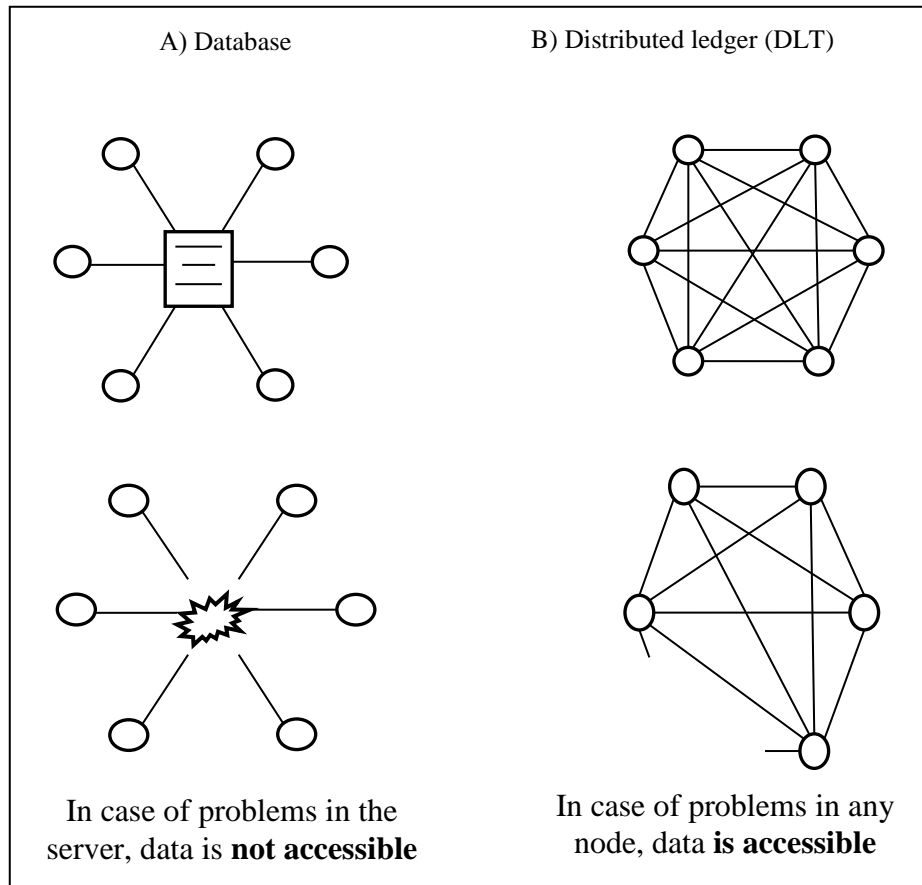 A) Database
B) Distributed ledger (DLT)
In case of problems in the
server, data is not accessible
In case of problems in any
node, data is accessible